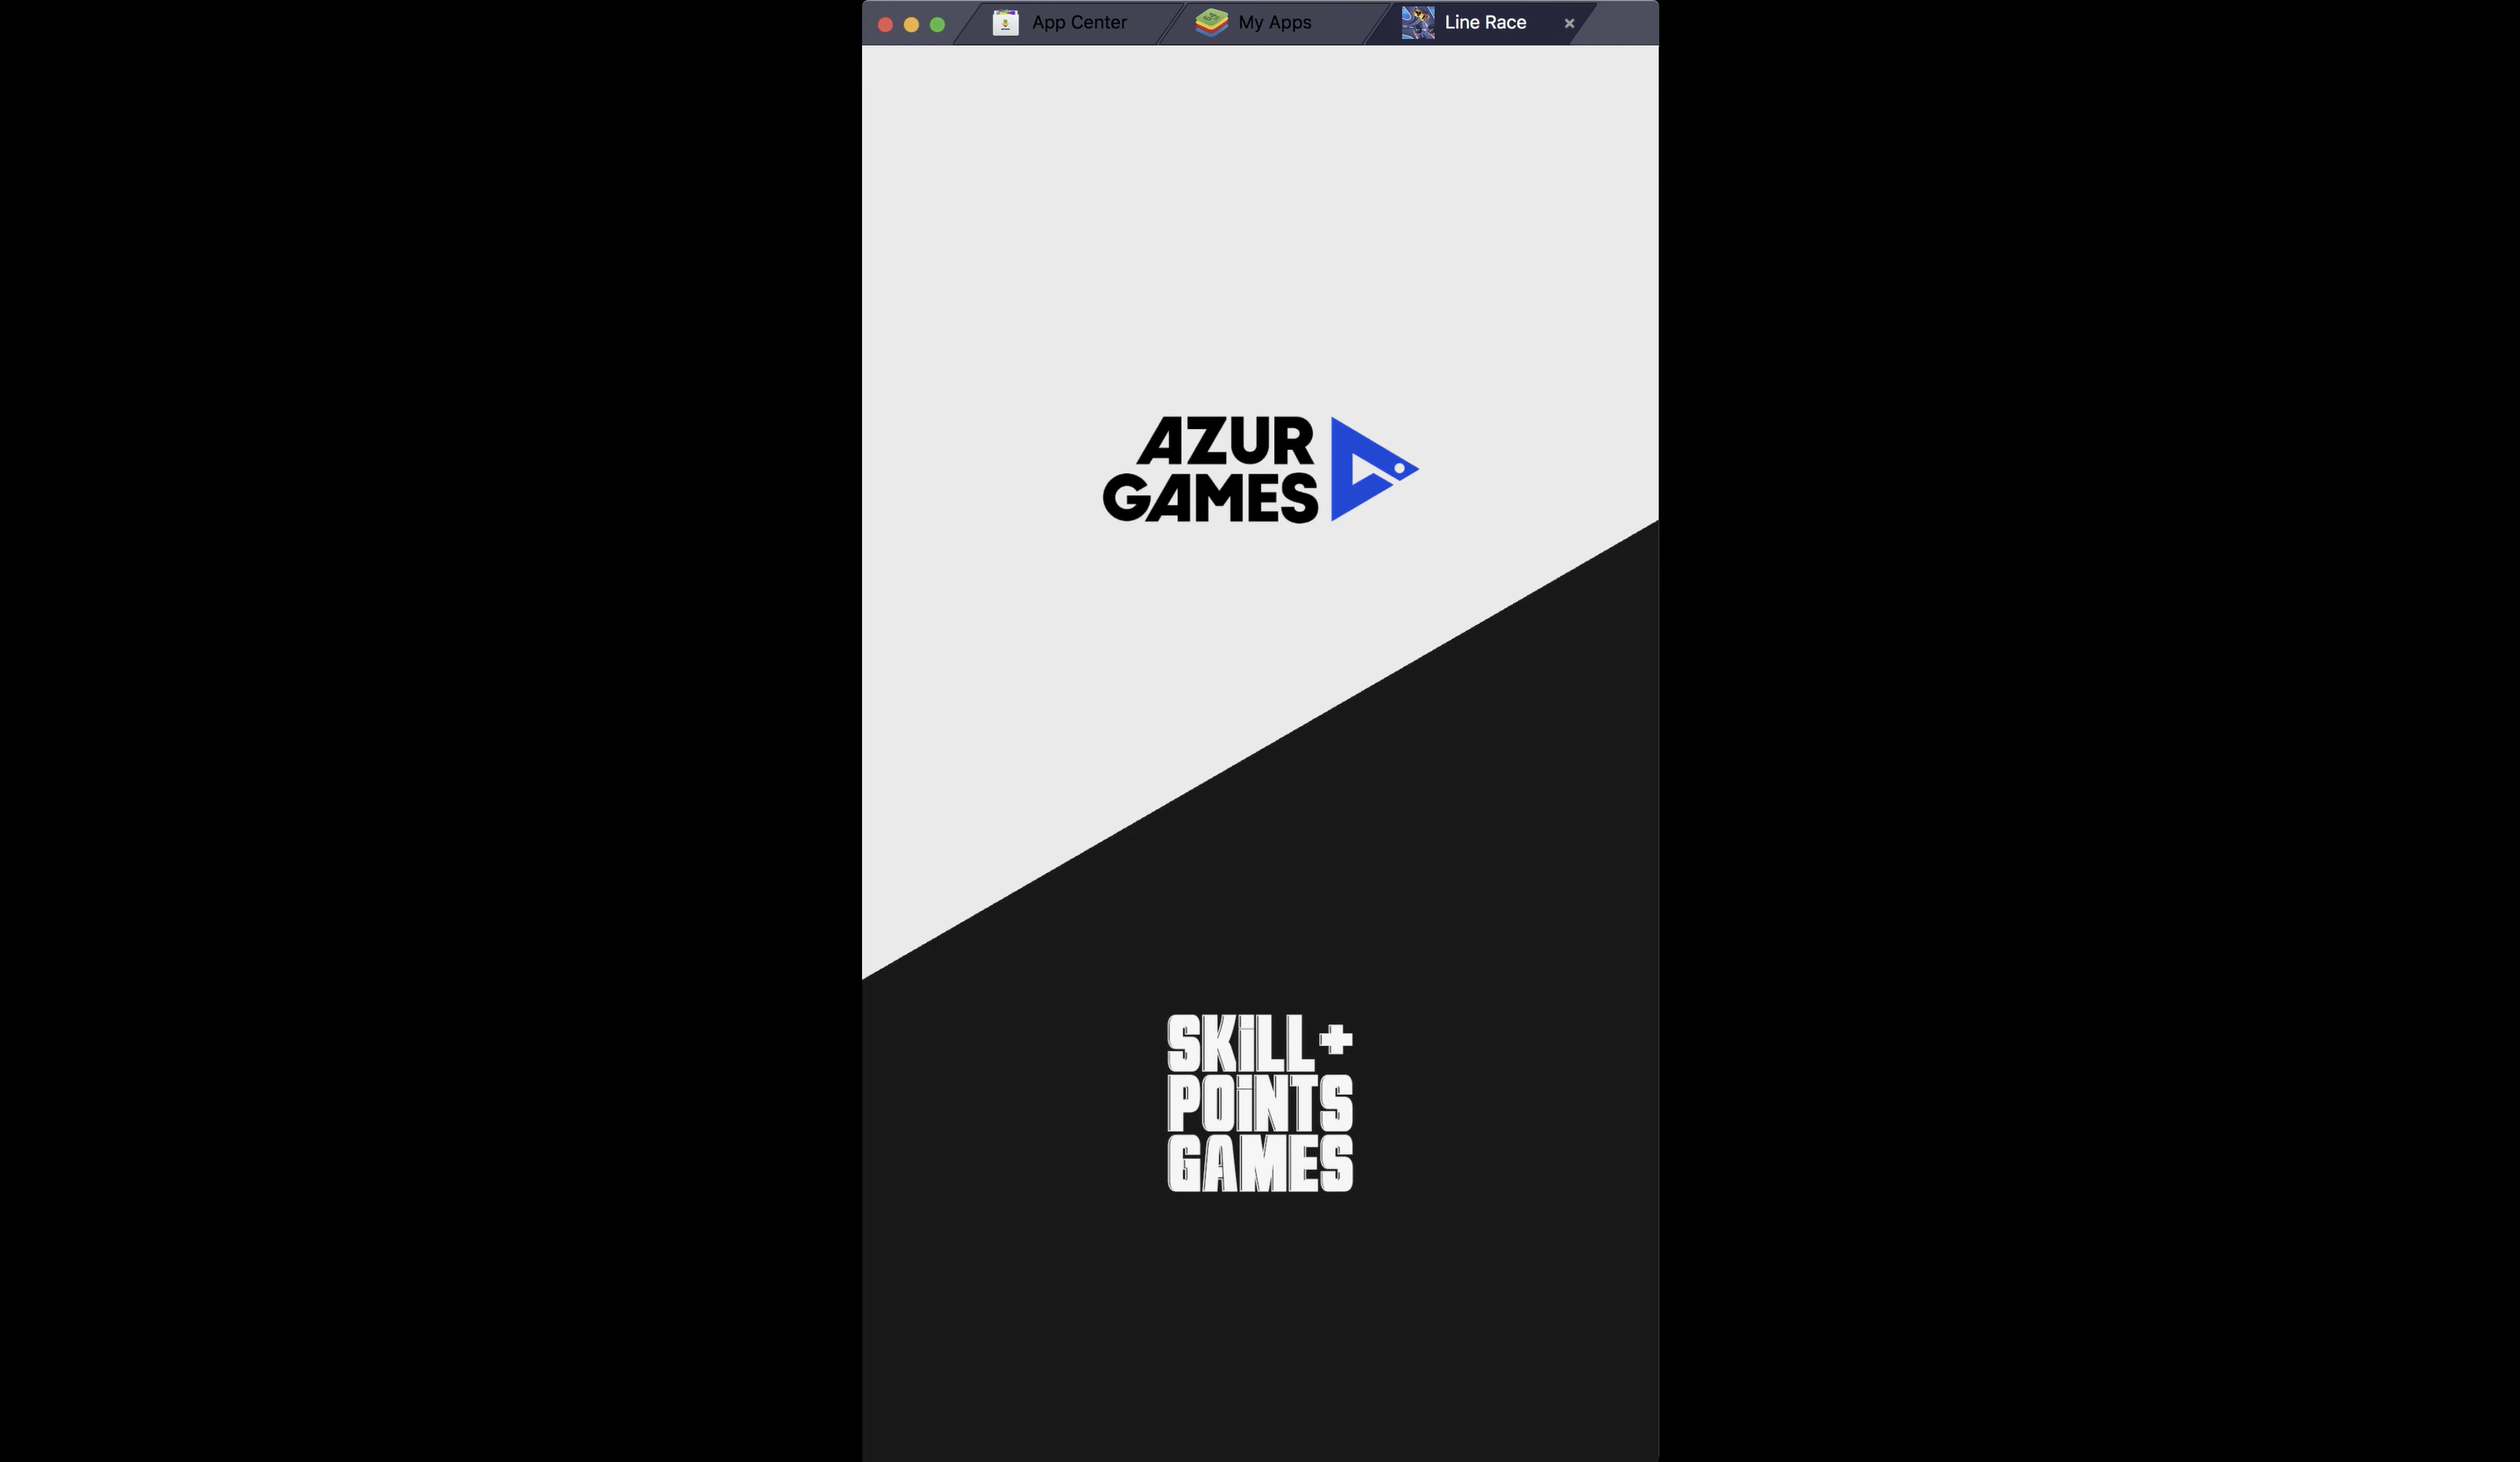 App Center
My Apps
Line Race
AZUR
GAMES
SKiLL+
POiNTS
GAMES